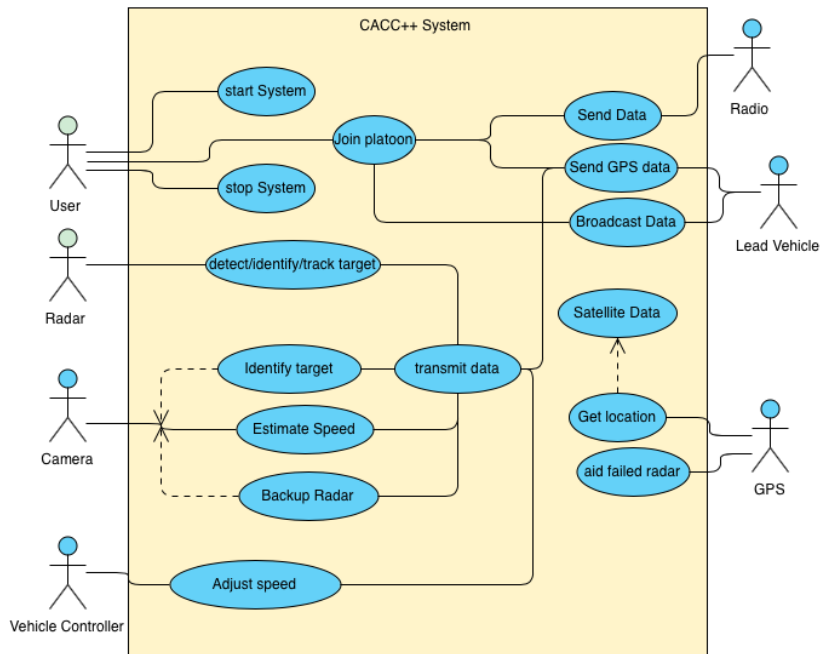 CACC++ System
start System
Send Data
Radio
Join platoon
Send GPS data
stop System
User
Broadcast Data
Lead Vehicle
detect/identify/track target
Radar
Satellite Data
Identify target
transmit data
Get location
Estimate Speed
Camera
aid failed radar
GPS
Backup Radar
Adjust speed
Vehicle Controller